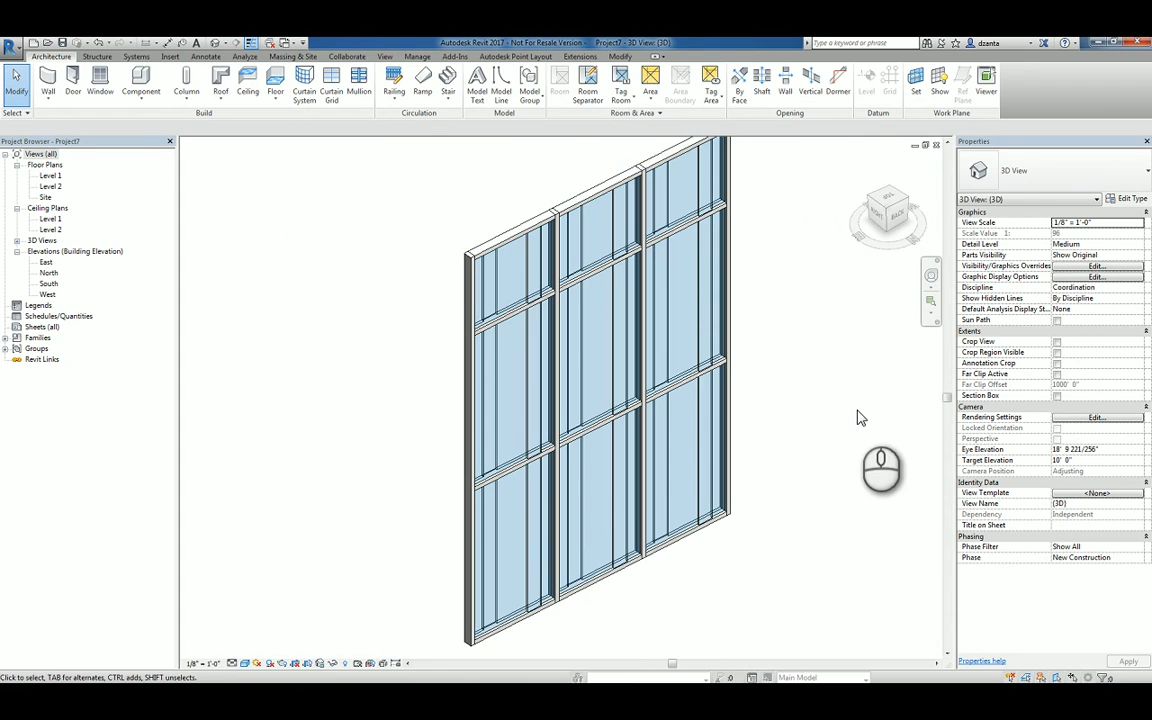 Autodesk Revit 2017 - Not For Resale Version - Project7 - 3D View: {3D}
Type a keyword or phrase
dzanta
Architecture Structure Systems Insert Annotate Analyze Massing & Site Collaborate View Manage Add-Ins Autodesk Point Layout Extensions Modify
Modify Wall Door Window Component Column Roof Ceiling Floor Curtain System Curtain Grid Mullion Railing Ramp Stair Model Text Model Line Model Group Room Room Separator Tag Room Area Area Boundary Tag Area By Face Shaft Wall Vertical Dormer Level Grid Set Show Ref Plane Viewer
Select Build Circulation Model Room & Area Opening Datum Work Plane
Project Browser - Project7
Views (all)
Floor Plans
Level 1
Level 2
Site
Ceiling Plans
Level 1
Level 2
3D Views
Elevations (Building Elevation)
East
North
South
West
Legends
Schedules/Quantities
Sheets (all)
Families
Groups
Revit Links
TOP
RIGHT BACK
Properties
3D View
3D View: {3D} Edit Type
Graphics
View Scale 1/8" = 1'-0"
Scale Value 1: 96
Detail Level Medium
Parts Visibility Show Original
Visibility/Graphics Overrides Edit...
Graphic Display Options Edit...
Discipline Coordination
Show Hidden Lines By Discipline
Default Analysis Display St... None
Sun Path
Extents
Crop View
Crop Region Visible
Annotation Crop
Far Clip Active
Far Clip Offset 1000' 0"
Section Box
Camera
Rendering Settings Edit...
Locked Orientation
Perspective
Eye Elevation 18' 9 221/256"
Target Elevation 10' 0"
Camera Position Adjusting
Identity Data
View Template <None>
View Name {3D}
Dependency Independent
Title on Sheet
Phasing
Phase Filter Show All
Phase New Construction
Properties help Apply
1/8" = 1'-0"
Click to select, TAB for alternates, CTRL adds, SHIFT unselects. :0 Main Model :0